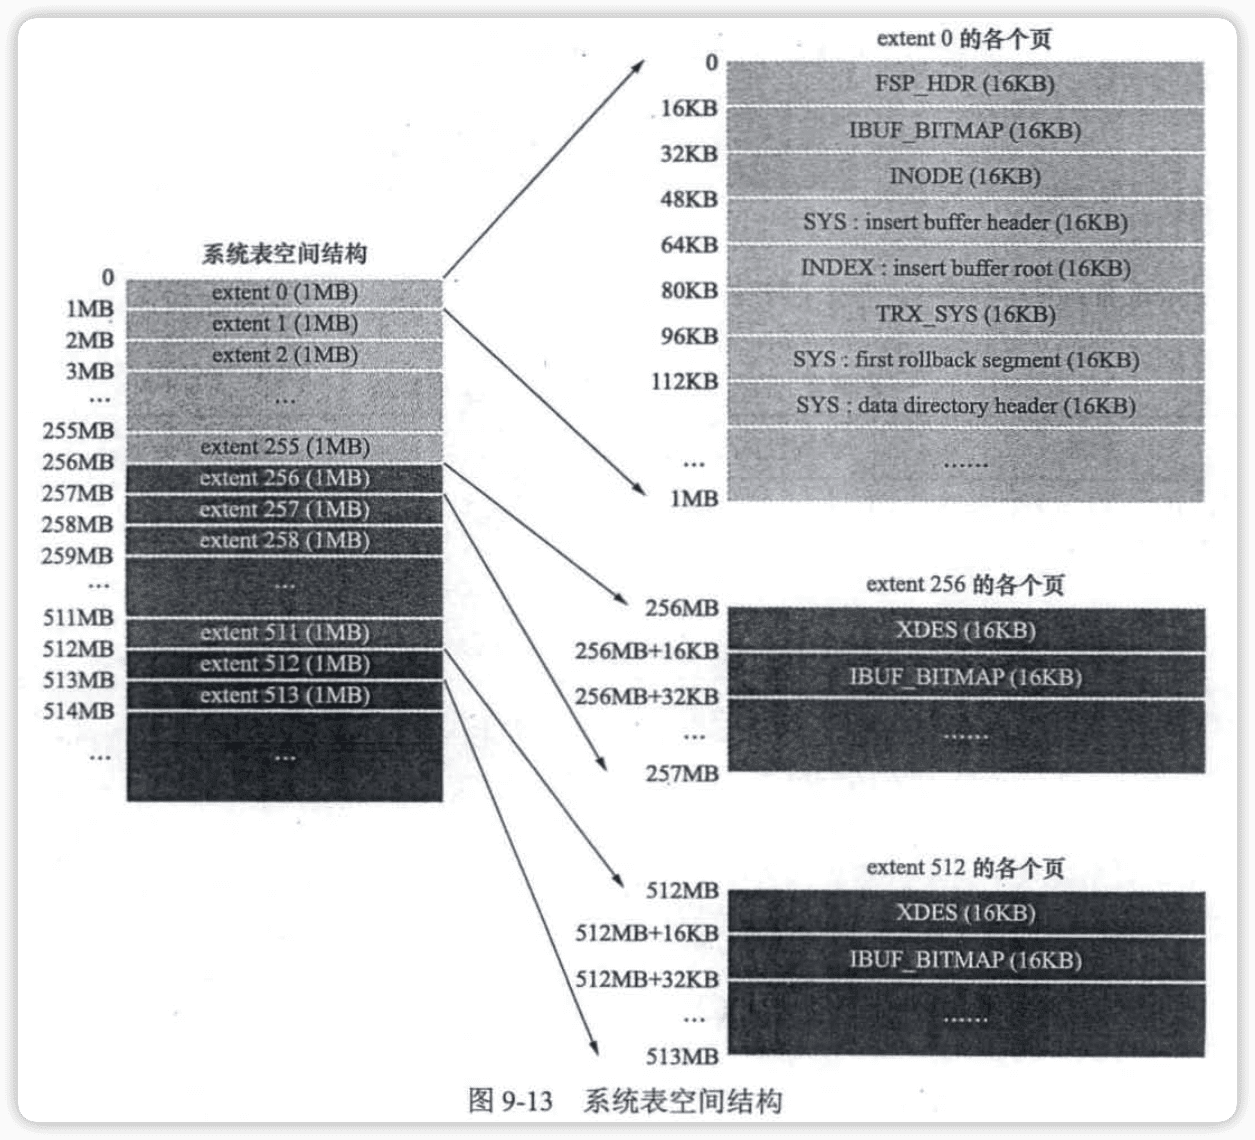 系统表空间结构
0
extent 0 (1MB)
1MB
extent 1 (1MB)
2MB
extent 2 (1MB)
3MB
...
...
255MB
extent 255 (1MB)
256MB
extent 256 (1MB)
257MB
extent 257 (1MB)
258MB
extent 258 (1MB)
259MB
...
...
511MB
extent 511 (1MB)
512MB
extent 512 (1MB)
513MB
extent 513 (1MB)
514MB
...
...
extent 0 的各个页
0
FSP_HDR (16KB)
16KB
IBUF_BITMAP (16KB)
32KB
INODE (16KB)
48KB
SYS : insert buffer header (16KB)
64KB
INDEX : insert buffer root (16KB)
80KB
TRX_SYS (16KB)
96KB
SYS : first rollback segment (16KB)
112KB
SYS : data directory header (16KB)
...
......
1MB
extent 256 的各个页
256MB
XDES (16KB)
256MB+16KB
IBUF_BITMAP (16KB)
256MB+32KB
...
......
257MB
extent 512 的各个页
512MB
XDES (16KB)
512MB+16KB
IBUF_BITMAP (16KB)
512MB+32KB
...
......
513MB
图 9-13 系统表空间结构